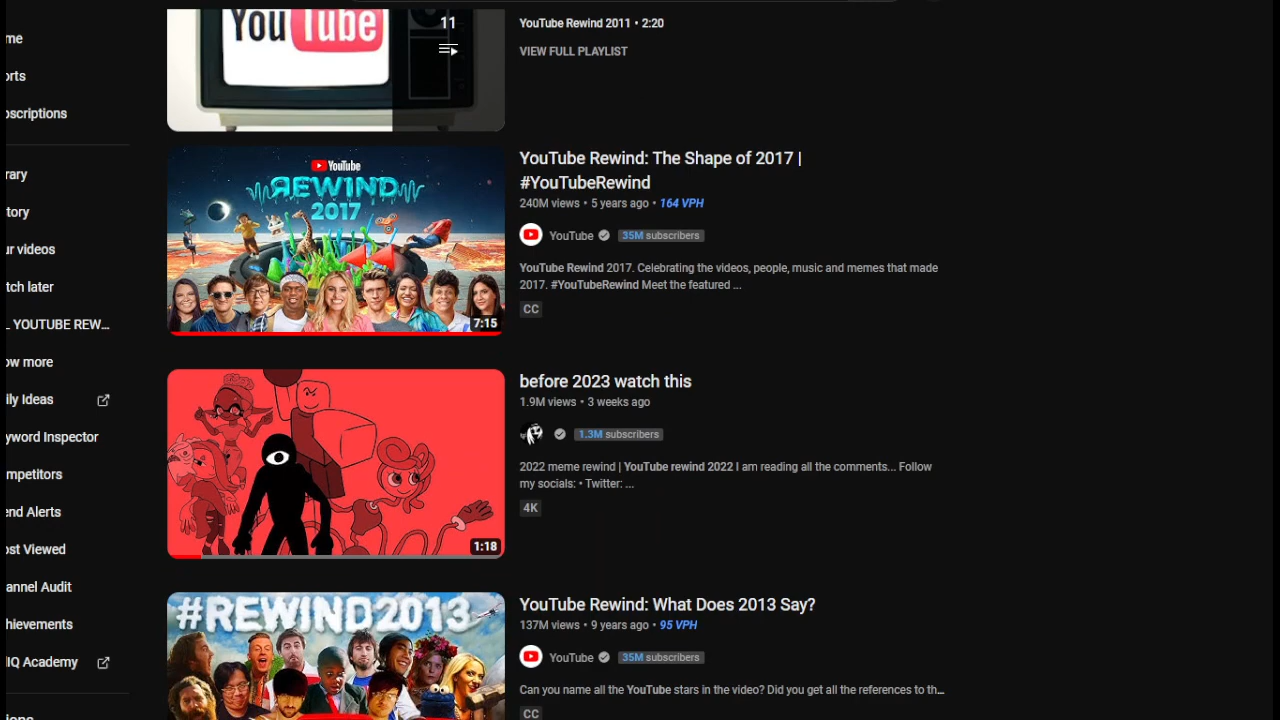 You Tube
11
YouTube Rewind 2011 • 2:20
VIEW FULL PLAYLIST
me
orts
oscriptions
rary
tory
ur videos
tch later
L YOUTUBE REW...
ow more
ily Ideas
yword Inspector
mpetitors
end Alerts
ost Viewed
annel Audit
hievements
IQ Academy
YouTube
REWIND
2017
7:15
YouTube Rewind: The Shape of 2017 |
#YouTubeRewind
240M views • 5 years ago • 164 VPH
YouTube 35M subscribers
YouTube Rewind 2017. Celebrating the videos, people, music and memes that made
2017. #YouTubeRewind Meet the featured ...
CC
1:18
before 2023 watch this
1.9M views • 3 weeks ago
1.3M subscribers
2022 meme rewind | YouTube rewind 2022 I am reading all the comments... Follow
my socials: • Twitter: ...
4K
#REWIND2013
YouTube Rewind: What Does 2013 Say?
137M views • 9 years ago • 95 VPH
YouTube 35M subscribers
Can you name all the YouTube stars in the video? Did you get all the references to th...
CC